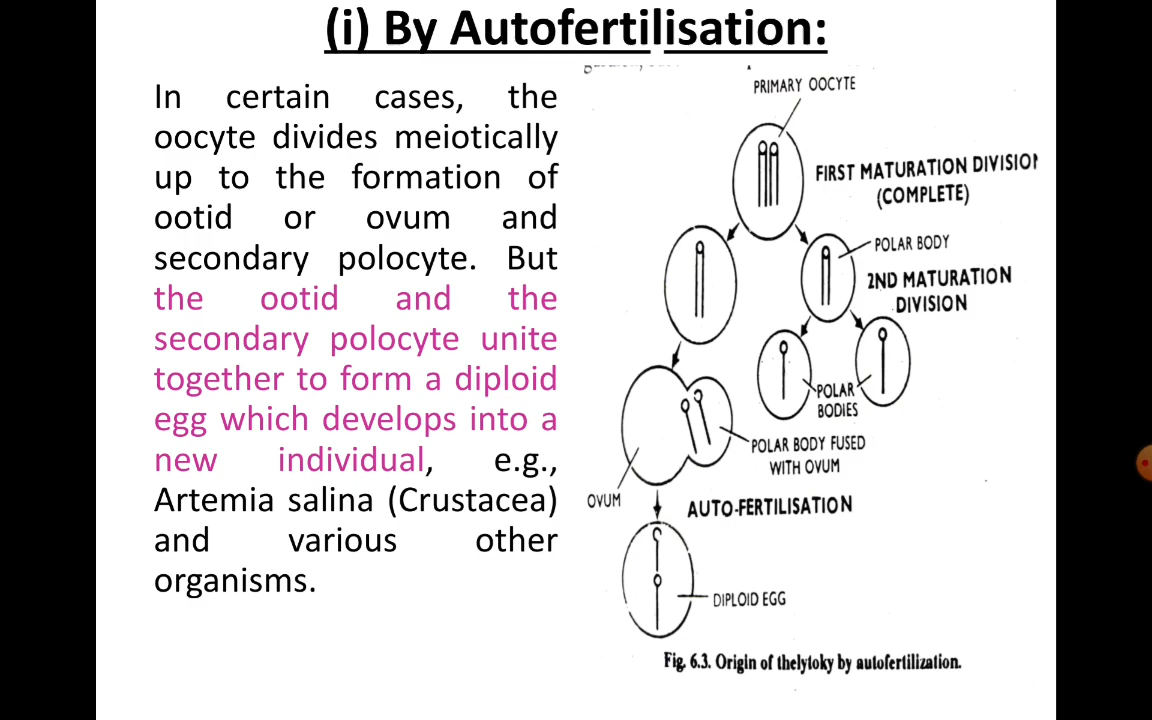 (i) By Autofertilisation:
In certain cases, the
oocyte divides meiotically
up to the formation of
ootid or ovum and
secondary polocyte. But
the ootid and the
secondary polocyte unite
together to form a diploid
egg which develops into a
new individual, e.g.,
Artemia salina (Crustacea)
and various other
organisms.
PRIMARY OOCYTE
FIRST MATURATION DIVISION
(COMPLETE)
POLAR BODY
2ND MATURATION
DIVISION
POLAR
BODIES
POLAR BODY FUSED
WITH OVUM
OVUM
AUTO-FERTILISATION
DIPLOID EGG
Fig. 6.3. Origin of thelytoky by autofertilization.